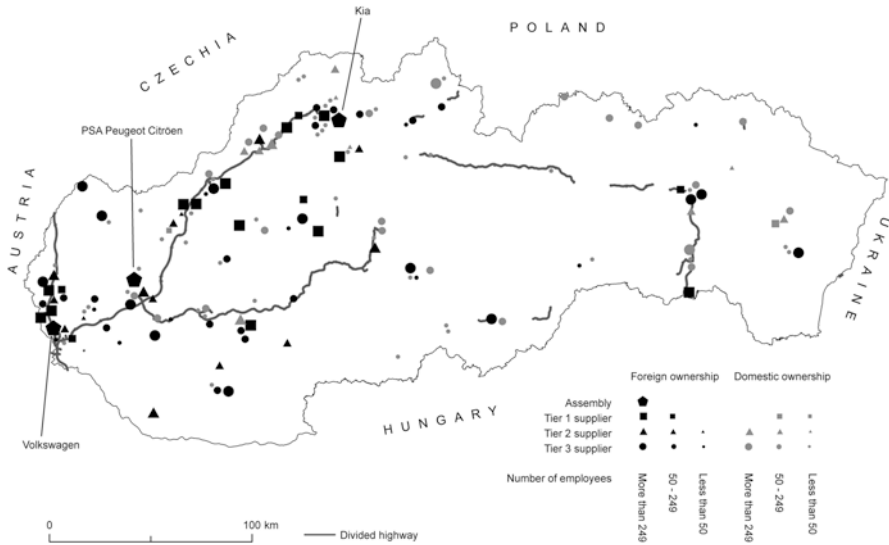 Kia
POLAND
CZECHIA
PSA Peugeot Citröen
AUSTRIA
UKRAINE
HUNGARY
Volkswagen
Foreign ownership Domestic ownership
Assembly
Tier 1 supplier
Tier 2 supplier
Tier 3 supplier
Number of employees
More than 249
50 - 249
Less than 50
More than 249
50 - 249
Less than 50
0 100 km
Divided highway